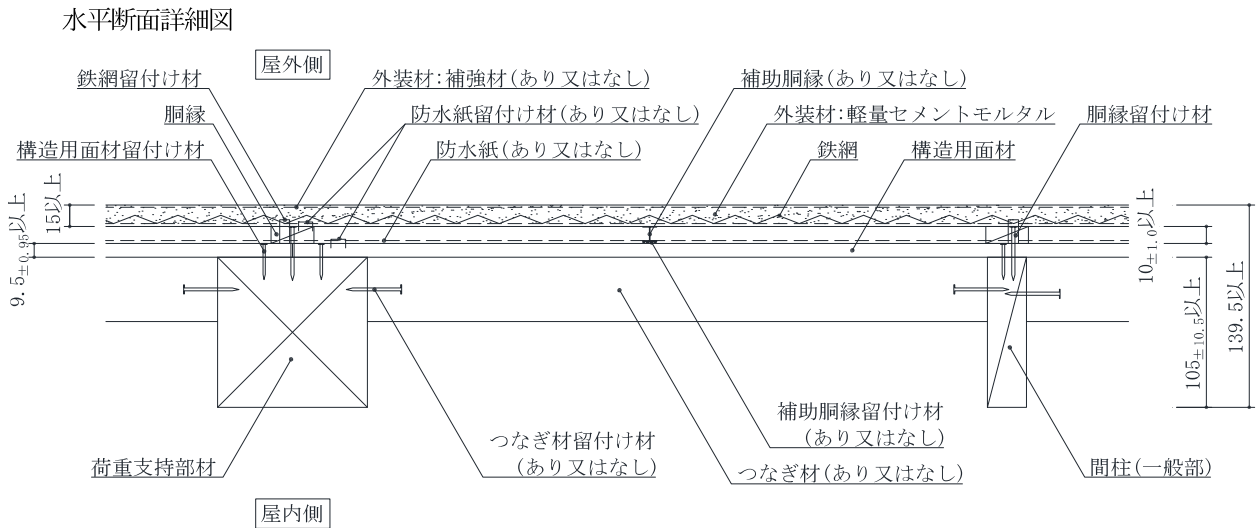 水平断面詳細図
屋外側
鉄網留付け材
外装材:補強材(あり又はなし)
補助胴縁(あり又はなし)
胴縁
防水紙留付け材(あり又はなし)
外装材:軽量セメントモルタル
胴縁留付け材
構造用面材留付け材
防水紙(あり又はなし)
鉄網
構造用面材
15以上
9.5±0.95以上
10±1.0以上
105±10.5以上
139.5以上
補助胴縁留付け材
(あり又はなし)
つなぎ材留付け材
(あり又はなし)
荷重支持部材
つなぎ材(あり又はなし)
間柱(一般部)
屋内側